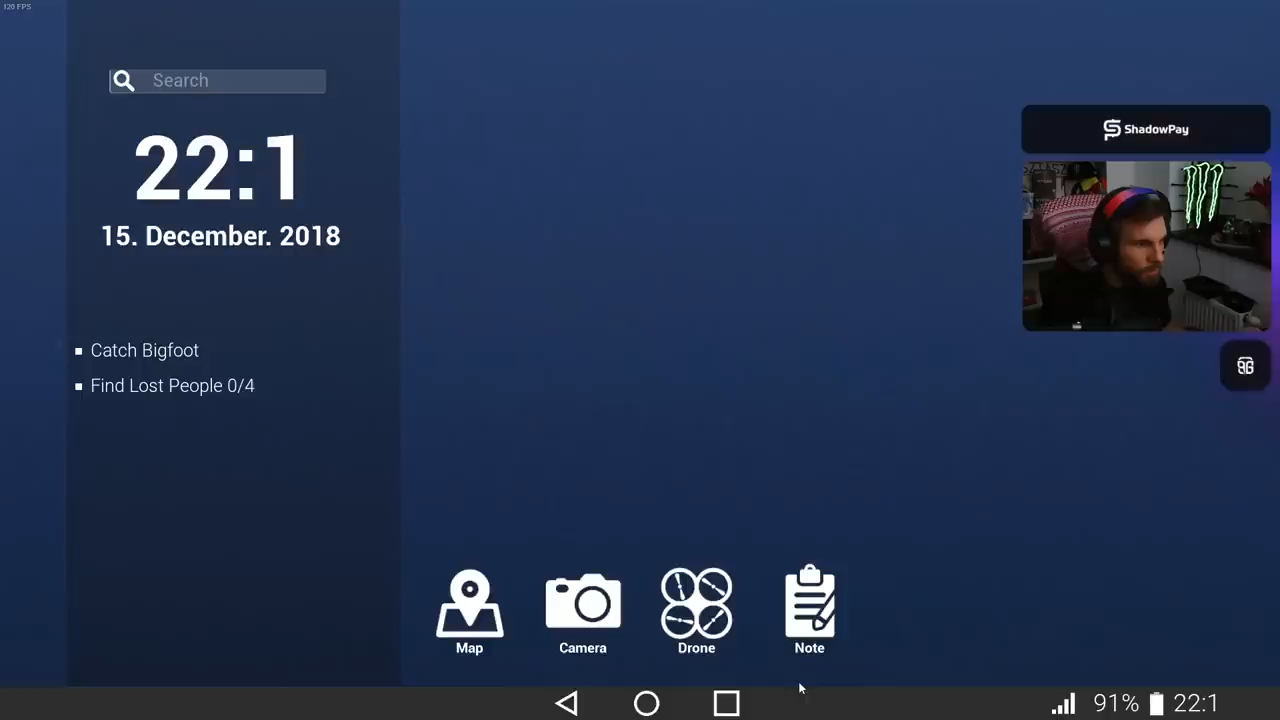 120 FPS
Search
22:1
15. December. 2018
Catch Bigfoot
Find Lost People 0/4
ShadowPay
Map
Camera
Drone
Note
91% 22:1